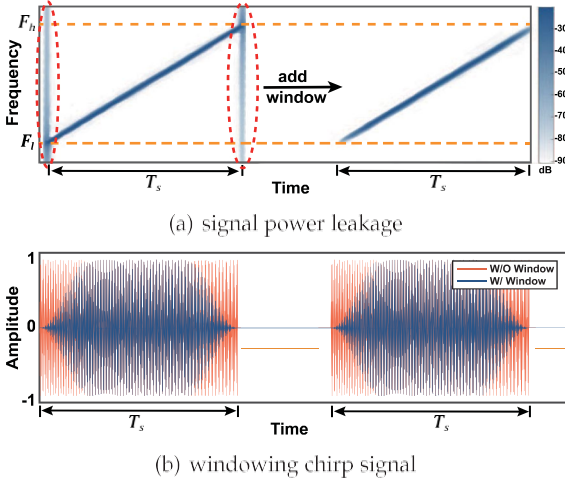 F_h
F_l
Frequency
add
window
-30
-40
-50
-60
-70
-80
-90
dB
T_s
Time
T_s
(a) signal power leakage
1
0
-1
Amplitude
W/O Window
W/ Window
T_s
Time
T_s
(b) windowing chirp signal